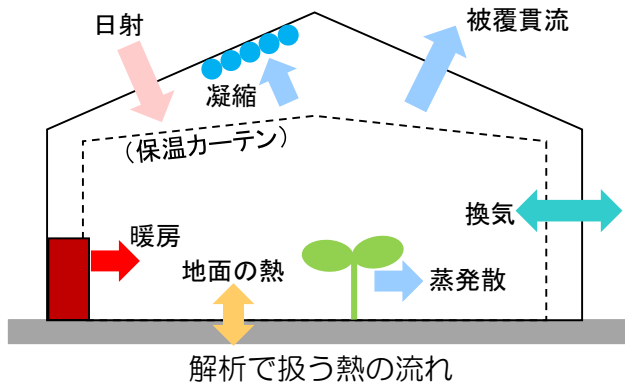 日射
被覆貫流
凝縮
(保温カーテン)
換気
暖房
地面の熱
蒸発散
解析で扱う熱の流れ